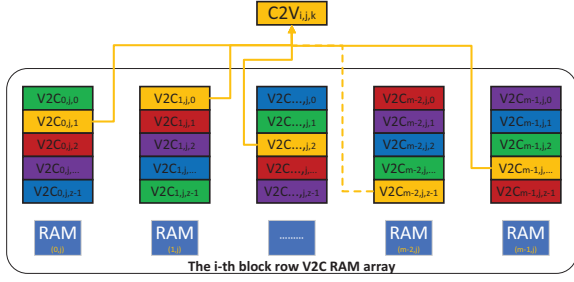 C2Vi,j,k
V2C0,j,0 V2C1,j,0 V2C...,j,0 V2Cm-2,j,0 V2Cm-1,j,0
V2C0,j,1 V2C1,j,1 V2C...,j,1 V2Cm-2,j,1 V2Cm-1,j,1
V2C0,j,2 V2C1,j,2 V2C...,j,2 V2Cm-2,j,2 V2Cm-1,j,2
V2C0,j,... V2C1,j,... V2C...,j,... V2Cm-2,j,... V2Cm-1,j,...
V2C0,j,z-1 V2C1,j,z-1 V2C...,j,z-1 V2Cm-2,j,z-1 V2Cm-1,j,z-1
RAM RAM ......... RAM RAM
(0,j) (1,j) (m-2,j) (m-1,j)
The i-th block row V2C RAM array